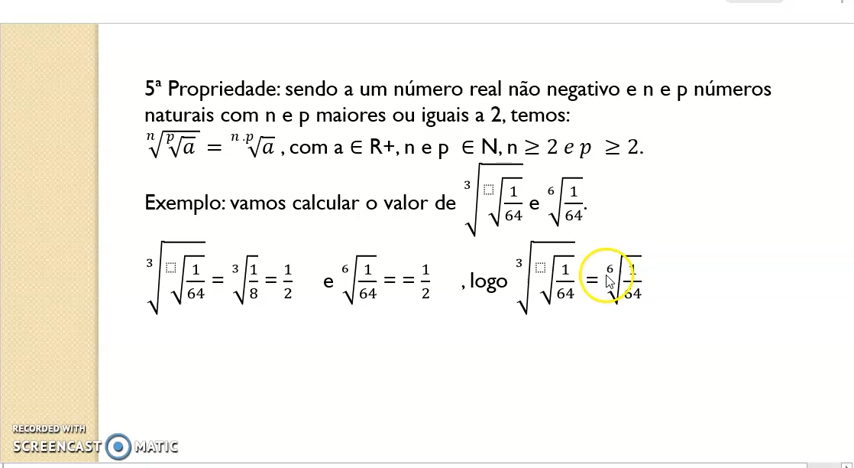 5ª Propriedade: sendo a um número real não negativo e n e p números
naturais com n e p maiores ou iguais a 2, temos:
ⁿ√(ᵖ√a) = ⁿ·ᵖ√a , com a ∈ R+, n e p ∈ N, n ≥ 2 e p ≥ 2.
Exemplo: vamos calcular o valor de ³√(□√(1/64)) e ⁶√(1/64).
³√(□√(1/64)) = ³√(1/8) = 1/2 e ⁶√(1/64) = = 1/2 , logo ³√(□√(1/64)) = ⁶√(1/64)
RECORDED WITH
SCREENCAST MATIC